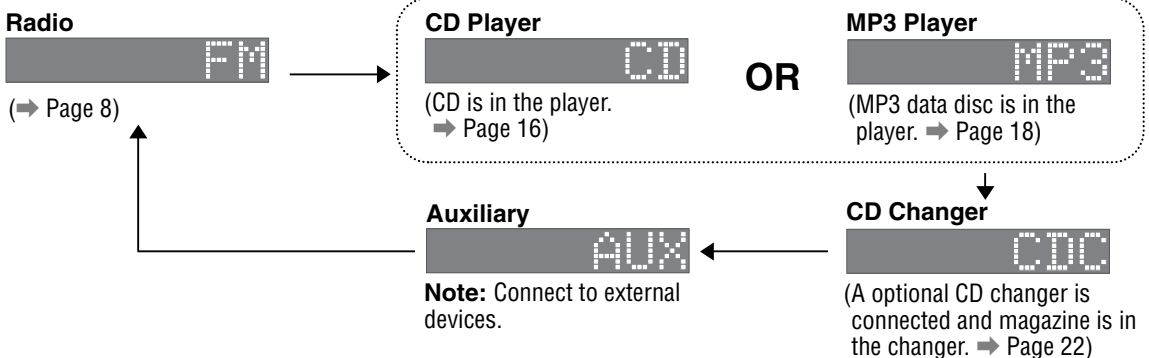 Radio
FM
(➡ Page 8)
CD Player
CD
(CD is in the player.
➡ Page 16)
OR
MP3 Player
MP3
(MP3 data disc is in the
player. ➡ Page 18)
CD Changer
CDC
(A optional CD changer is
connected and magazine is in
the changer. ➡ Page 22)
Auxiliary
AUX
Note: Connect to external
devices.